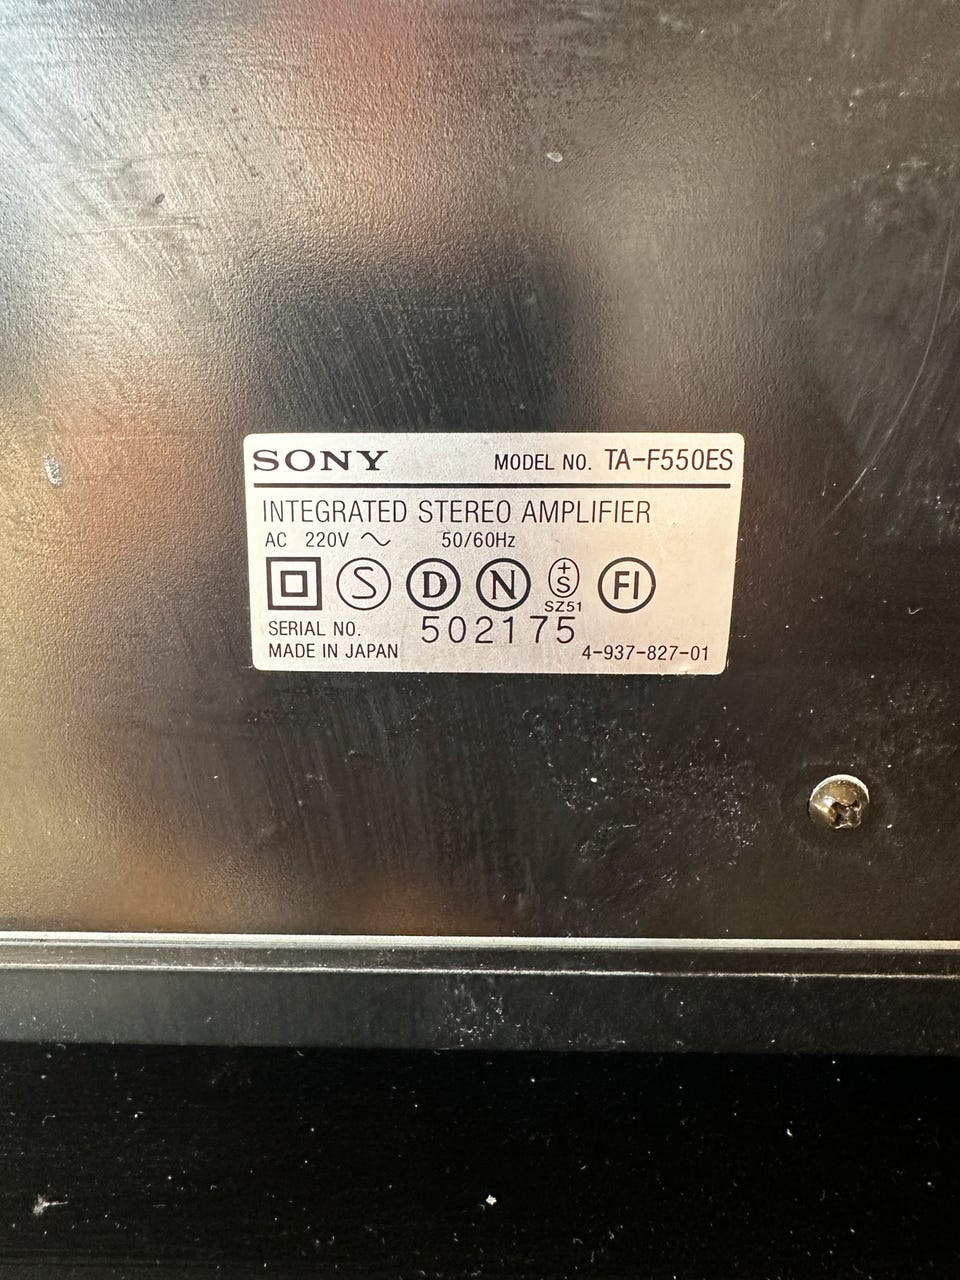 SONY MODEL NO. TA-F550ES
INTEGRATED STEREO AMPLIFIER
AC 220V ~ 50/60Hz
S D N +S FI
SZ51
SERIAL NO. 502175
MADE IN JAPAN 4-937-827-01